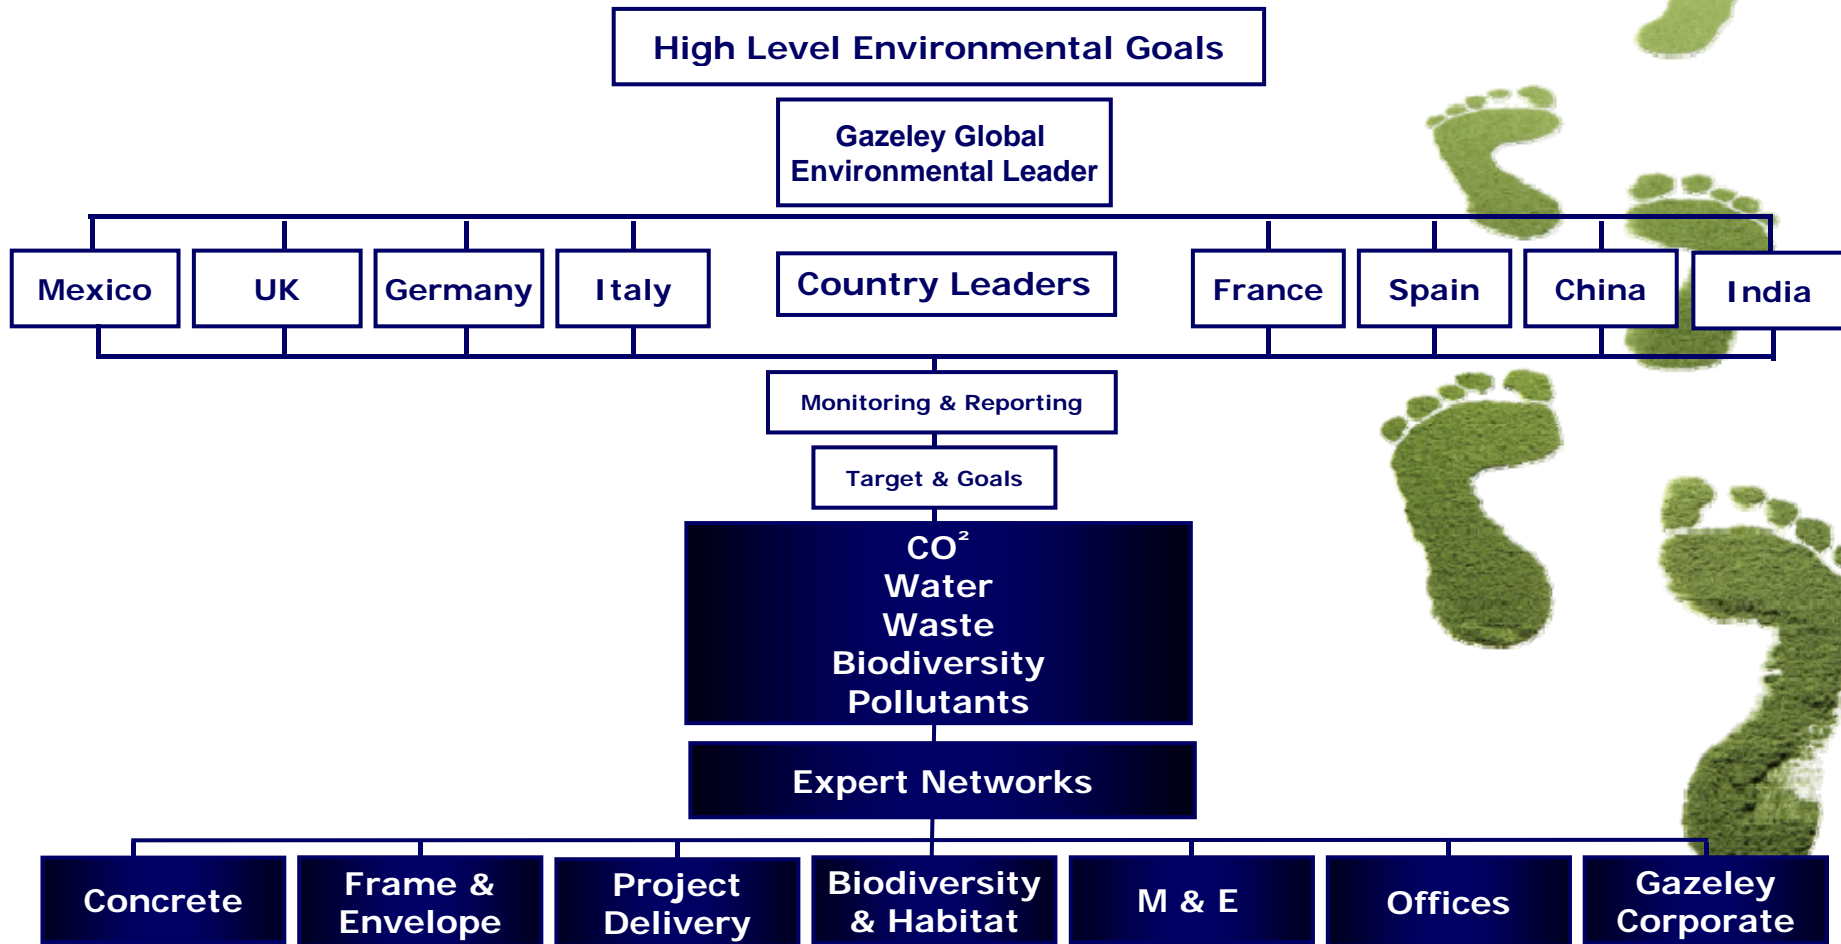 High Level Environmental Goals
Gazeley Global
Environmental Leader
Mexico
UK
Germany
Italy
Country Leaders
France
Spain
China
India
Monitoring & Reporting
Target & Goals
CO²
Water
Waste
Biodiversity
Pollutants
Expert Networks
Concrete
Frame &
Envelope
Project
Delivery
Biodiversity
& Habitat
M & E
Offices
Gazeley
Corporate